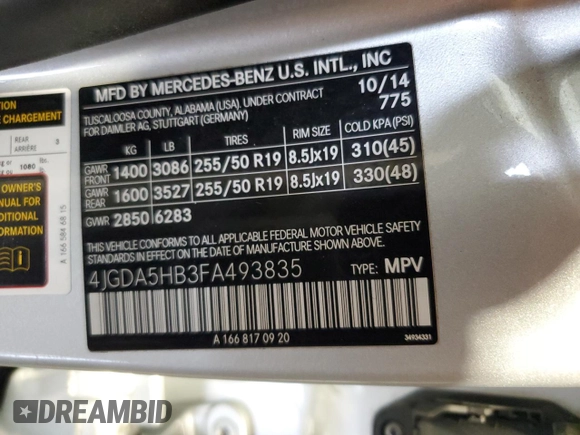 MFD BY MERCEDES-BENZ U.S. INTL., INC
TUSCALOOSA COUNTY, ALABAMA (USA). UNDER CONTRACT
FOR DAIMLER AG, STUTTGART (GERMANY)
10/14
775
KG LB TIRES RIM SIZE COLD KPA (PSI)
GAWR FRONT 1400 3086 255/50 R19 8.5Jx19 310(45)
GAWR REAR 1600 3527 255/50 R19 8.5Jx19 330(48)
GVWR 2850 6283
THIS VEHICLE CONFORMS TO ALL APPLICABLE FEDERAL MOTOR VEHICLE SAFETY
STANDARDS IN EFFECT ON THE DATE OF MANUFACTURE SHOWN ABOVE.
4JGDA5HB3FA493835
TYPE: MPV
A 166 817 09 20
34934331
CHARGEMENT
REAR 3
ARRIÈRE
1080
OWNER'S
FOR
INFORMATION
A 166 584 68 15
DREAMBID